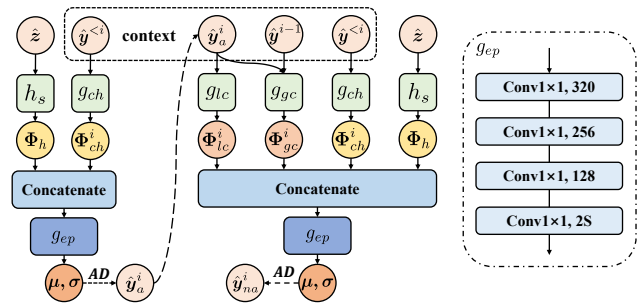 ẑ ŷ^{<i} context ŷ_a^i ŷ^{i−1} ŷ^{<i} ẑ
h_s g_{ch} g_{lc} g_{gc} g_{ch} h_s
Φ_h Φ_{ch}^i Φ_{lc}^i Φ_{gc}^i Φ_{ch}^i Φ_h
Concatenate Concatenate
g_{ep} g_{ep}
μ, σ AD ŷ_a^i ŷ_{na}^i AD μ, σ
g_{ep}
Conv1×1, 320
Conv1×1, 256
Conv1×1, 128
Conv1×1, 2S